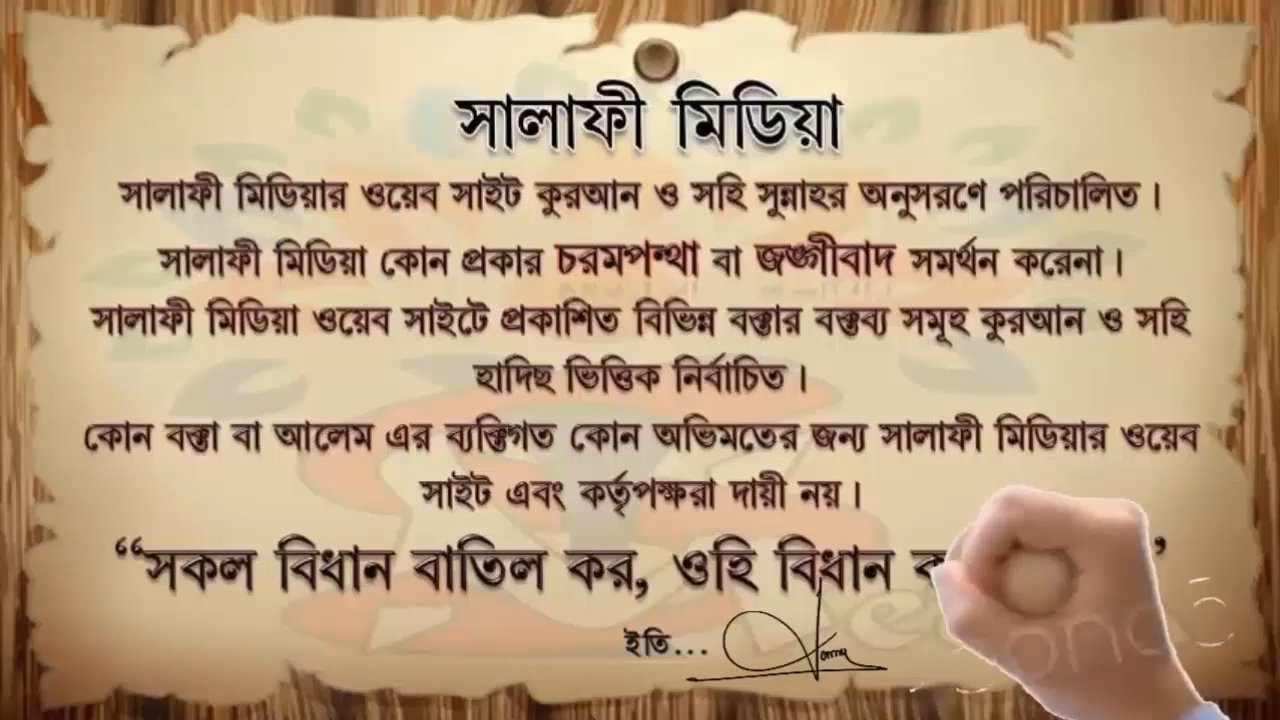 সালাফী মিডিয়া
সালাফী মিডিয়ার ওয়েব সাইট কুরআন ও সহি সুন্নাহর অনুসরণে পরিচালিত।
সালাফী মিডিয়া কোন প্রকার চরমপন্থা বা জঙ্গীবাদ সমর্থন করেনা।
সালাফী মিডিয়া ওয়েব সাইটে প্রকাশিত বিভিন্ন বক্তার বক্তব্য সমূহ কুরআন ও সহি
হাদিছ ভিত্তিক নির্বাচিত।
কোন বক্তা বা আলেম এর ব্যক্তিগত কোন অভিমতের জন্য সালাফী মিডিয়ার ওয়েব
সাইট এবং কর্তৃপক্ষরা দায়ী নয়।
“সকল বিধান বাতিল কর, ওহি বিধান ’
ইতি...